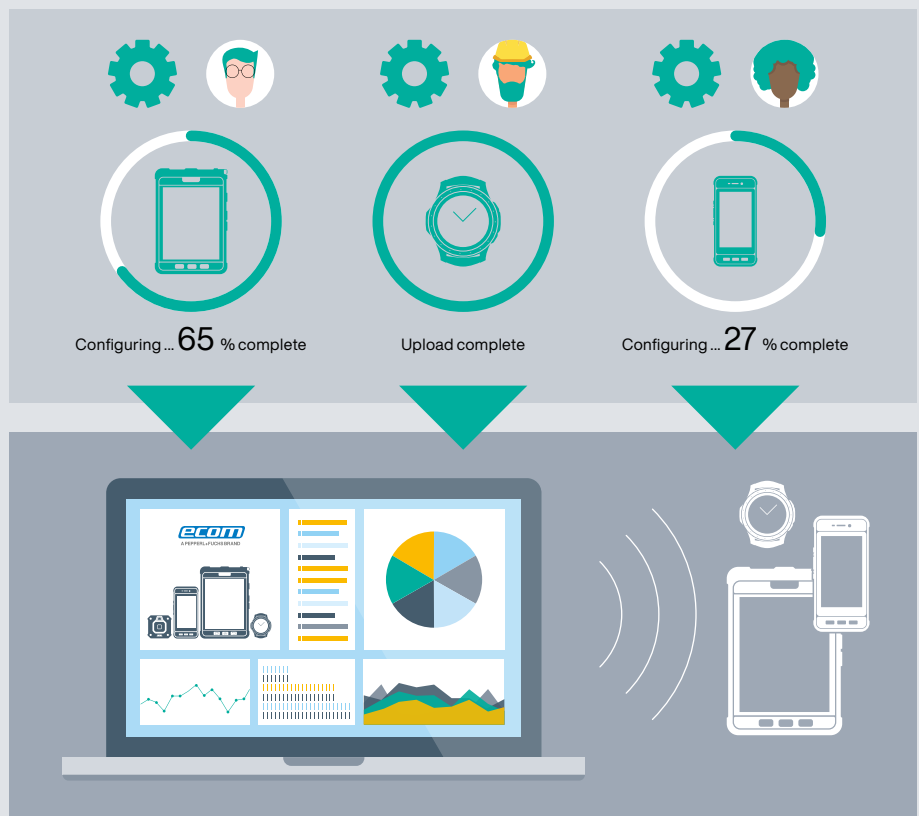 Configuring ... 65 % complete
Upload complete
Configuring ... 27 % complete
ecom
A PEPPERL+FUCHS BRAND